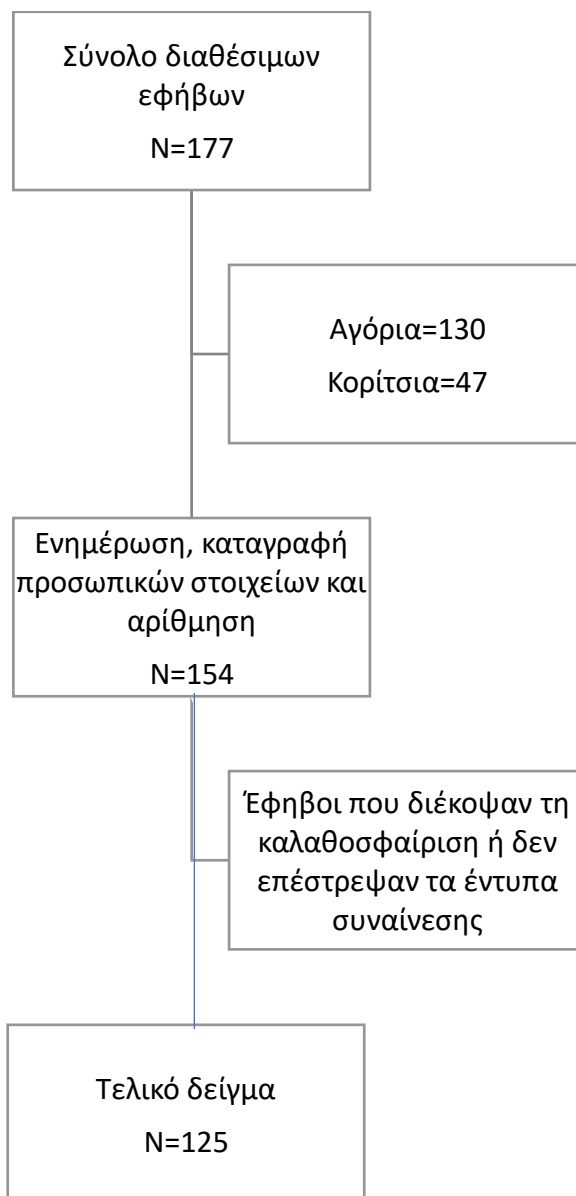 Σύνολο διαθέσιμων
εφήβων
N=177
Αγόρια=130
Κορίτσια=47
Ενημέρωση, καταγραφή
προσωπικών στοιχείων και
αρίθμηση
N=154
Έφηβοι που διέκοψαν τη
καλαθοσφαίριση ή δεν
επέστρεψαν τα έντυπα
συναίνεσης
Τελικό δείγμα
N=125